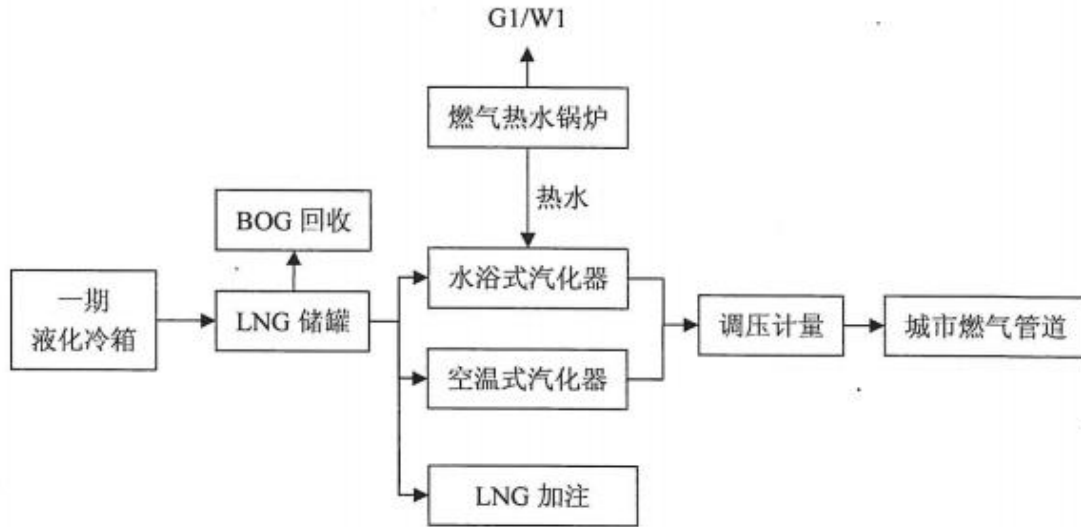 G1/W1
燃气热水锅炉
热水
BOG 回收
一期
液化冷箱
LNG 储罐
水浴式汽化器
空温式汽化器
LNG 加注
调压计量
城市燃气管道